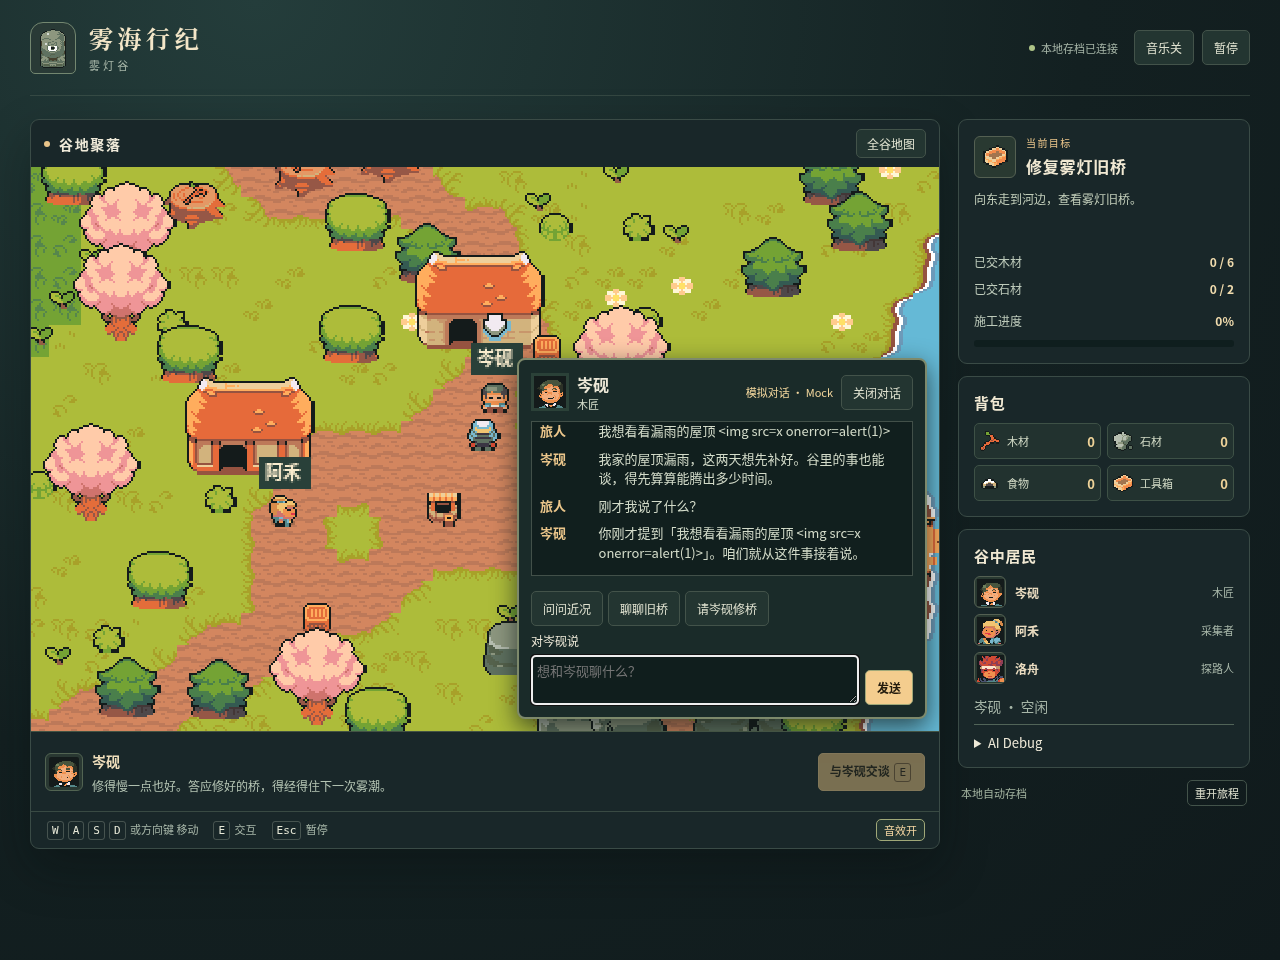 雾海行纪
雾灯谷
本地存档已连接
音乐关
暂停
谷地聚落
全谷地图
岑砚
阿禾
岑砚
木匠
模拟对话 · Mock
关闭对话
旅人 我想看看漏雨的屋顶 <img src=x onerror=alert(1)>
岑砚 我家的屋顶漏雨，这两天想先补好。谷里的事也能
谈，得先算算能腾出多少时间。
旅人 刚才我说了什么？
岑砚 你刚才提到「我想看看漏雨的屋顶 <img src=x
onerror=alert(1)>」。咱们就从这件事接着说。
问问近况
聊聊旧桥
请岑砚修桥
对岑砚说
想和岑砚聊什么？
发送
岑砚
修得慢一点也好。答应修好的桥，得经得住下一次雾潮。
与岑砚交谈 E
W A S D 或方向键 移动 E 交互 Esc 暂停
音效开
当前目标
修复雾灯旧桥
向东走到河边，查看雾灯旧桥。
已交木材 0 / 6
已交石材 0 / 2
施工进度 0%
背包
木材 0
石材 0
食物 0
工具箱 0
谷中居民
岑砚 木匠
阿禾 采集者
洛舟 探路人
岑砚 · 空闲
AI Debug
本地自动存档
重开旅程